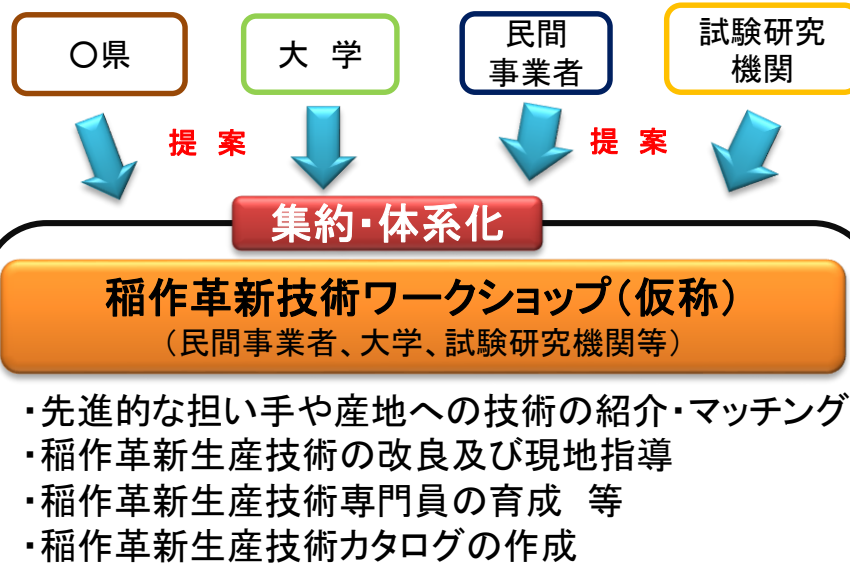 〇県
大　学
民間
事業者
試験研究
機関
提　案
提　案
集約・体系化
稲作革新技術ワークショップ（仮称）
（民間事業者、大学、試験研究機関等）
・先進的な担い手や産地への技術の紹介・マッチング
・稲作革新生産技術の改良及び現地指導
・稲作革新生産技術専門員の育成　等
・稲作革新生産技術カタログの作成